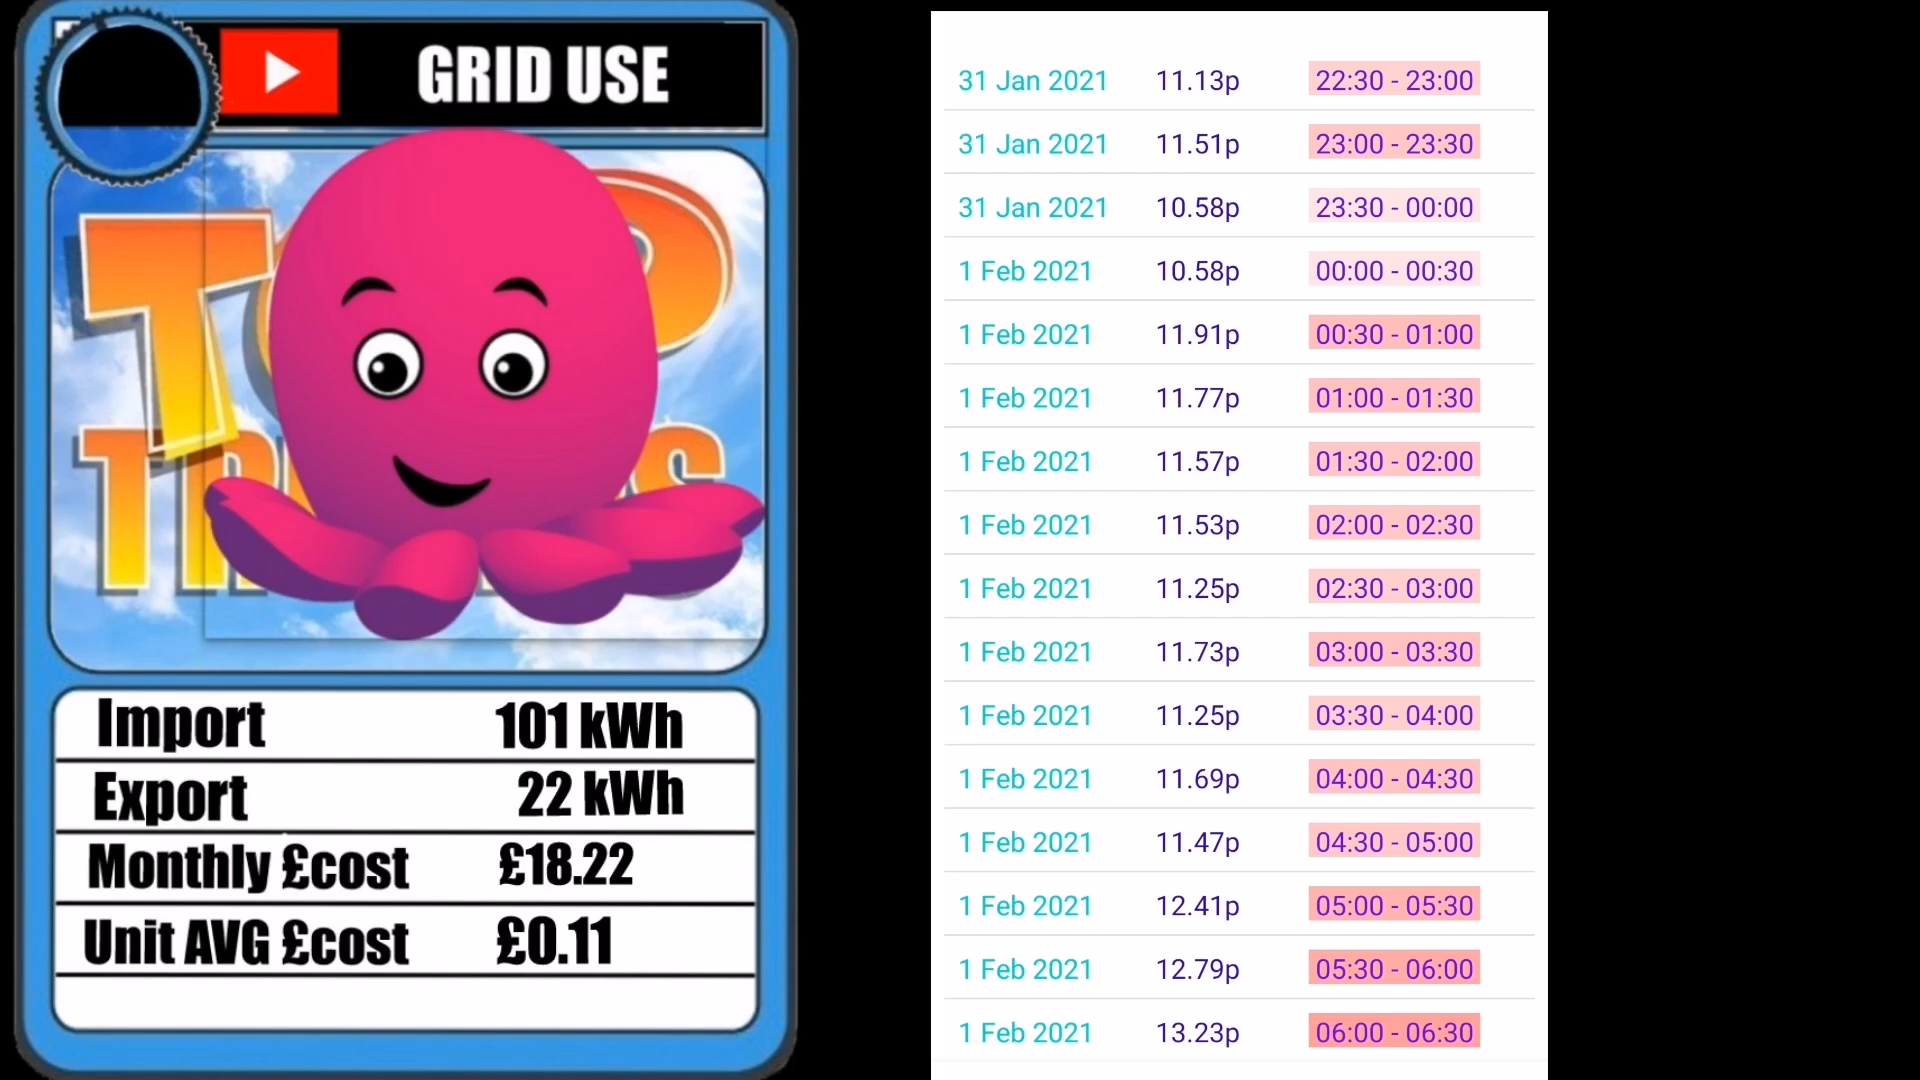 GRID USE
TOP
TRUMPS
Import 101 kWh
Export 22 kWh
Monthly £cost £18.22
Unit AVG £cost £0.11
31 Jan 2021 11.13p 22:30 - 23:00
31 Jan 2021 11.51p 23:00 - 23:30
31 Jan 2021 10.58p 23:30 - 00:00
1 Feb 2021 10.58p 00:00 - 00:30
1 Feb 2021 11.91p 00:30 - 01:00
1 Feb 2021 11.77p 01:00 - 01:30
1 Feb 2021 11.57p 01:30 - 02:00
1 Feb 2021 11.53p 02:00 - 02:30
1 Feb 2021 11.25p 02:30 - 03:00
1 Feb 2021 11.73p 03:00 - 03:30
1 Feb 2021 11.25p 03:30 - 04:00
1 Feb 2021 11.69p 04:00 - 04:30
1 Feb 2021 11.47p 04:30 - 05:00
1 Feb 2021 12.41p 05:00 - 05:30
1 Feb 2021 12.79p 05:30 - 06:00
1 Feb 2021 13.23p 06:00 - 06:30